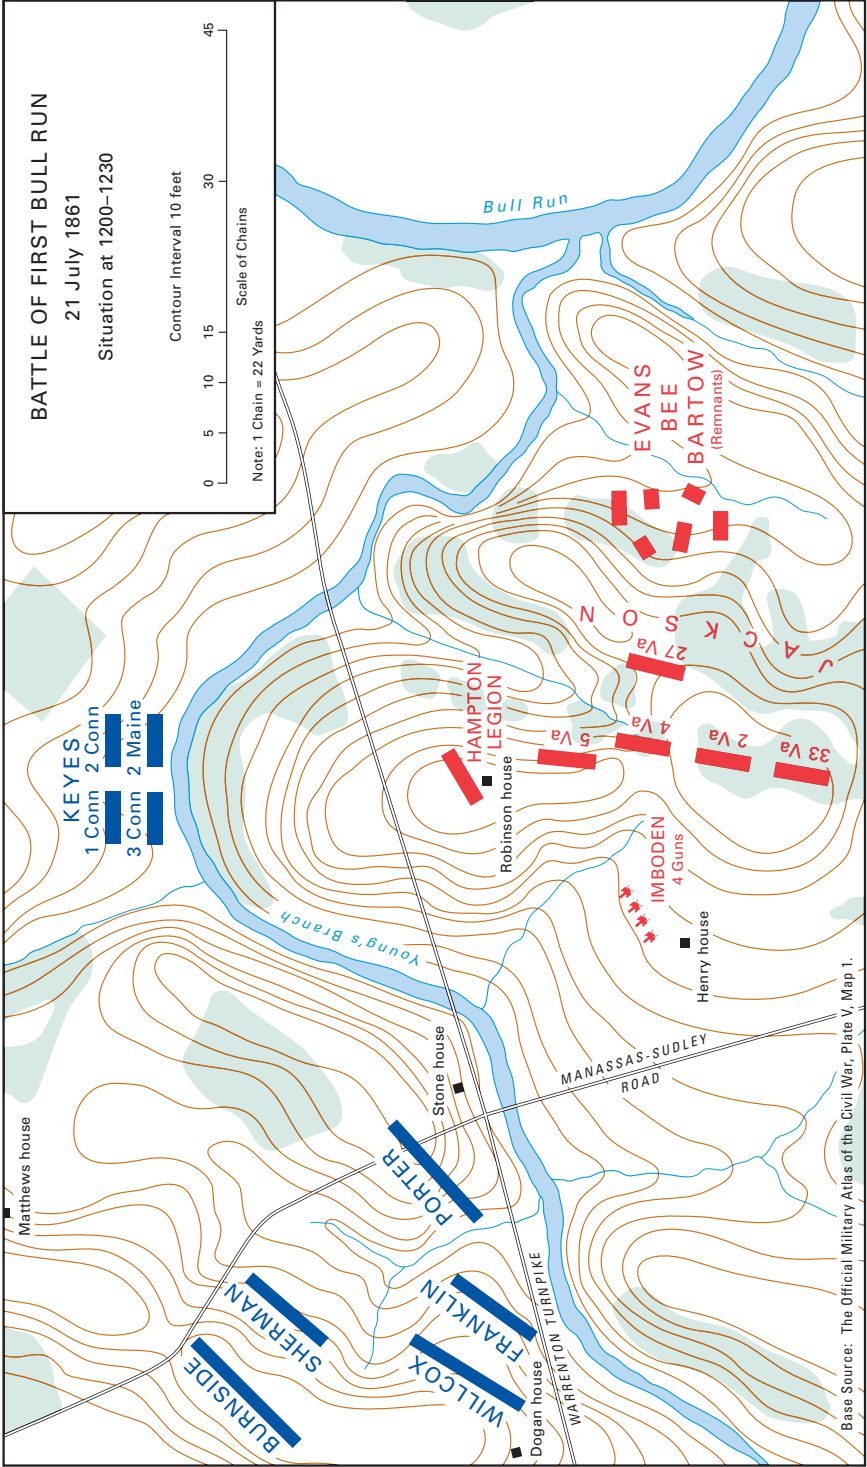 BATTLE OF FIRST BULL RUN
21 July 1861
Situation at 1200–1230
Contour Interval 10 feet
0 5 10 15 30 45
Scale of Chains
Note: 1 Chain = 22 Yards
Matthews house
BURNSIDE
SHERMAN
PORTER
WILLCOX
FRANKLIN
Dogan house
WARRENTON TURNPIKE
Stone house
MANASSAS-SUDLEY
ROAD
Young's Branch
KEYES
1 Conn 2 Conn
3 Conn 2 Maine
Bull Run
HAMPTON
LEGION
Robinson house
IMBODEN
4 Guns
Henry house
5 Va
4 Va
27 Va
2 Va
33 Va
JACKSON
EVANS
BEE
BARTOW
(Remnants)
Base Source: The Official Military Atlas of the Civil War, Plate V, Map 1.